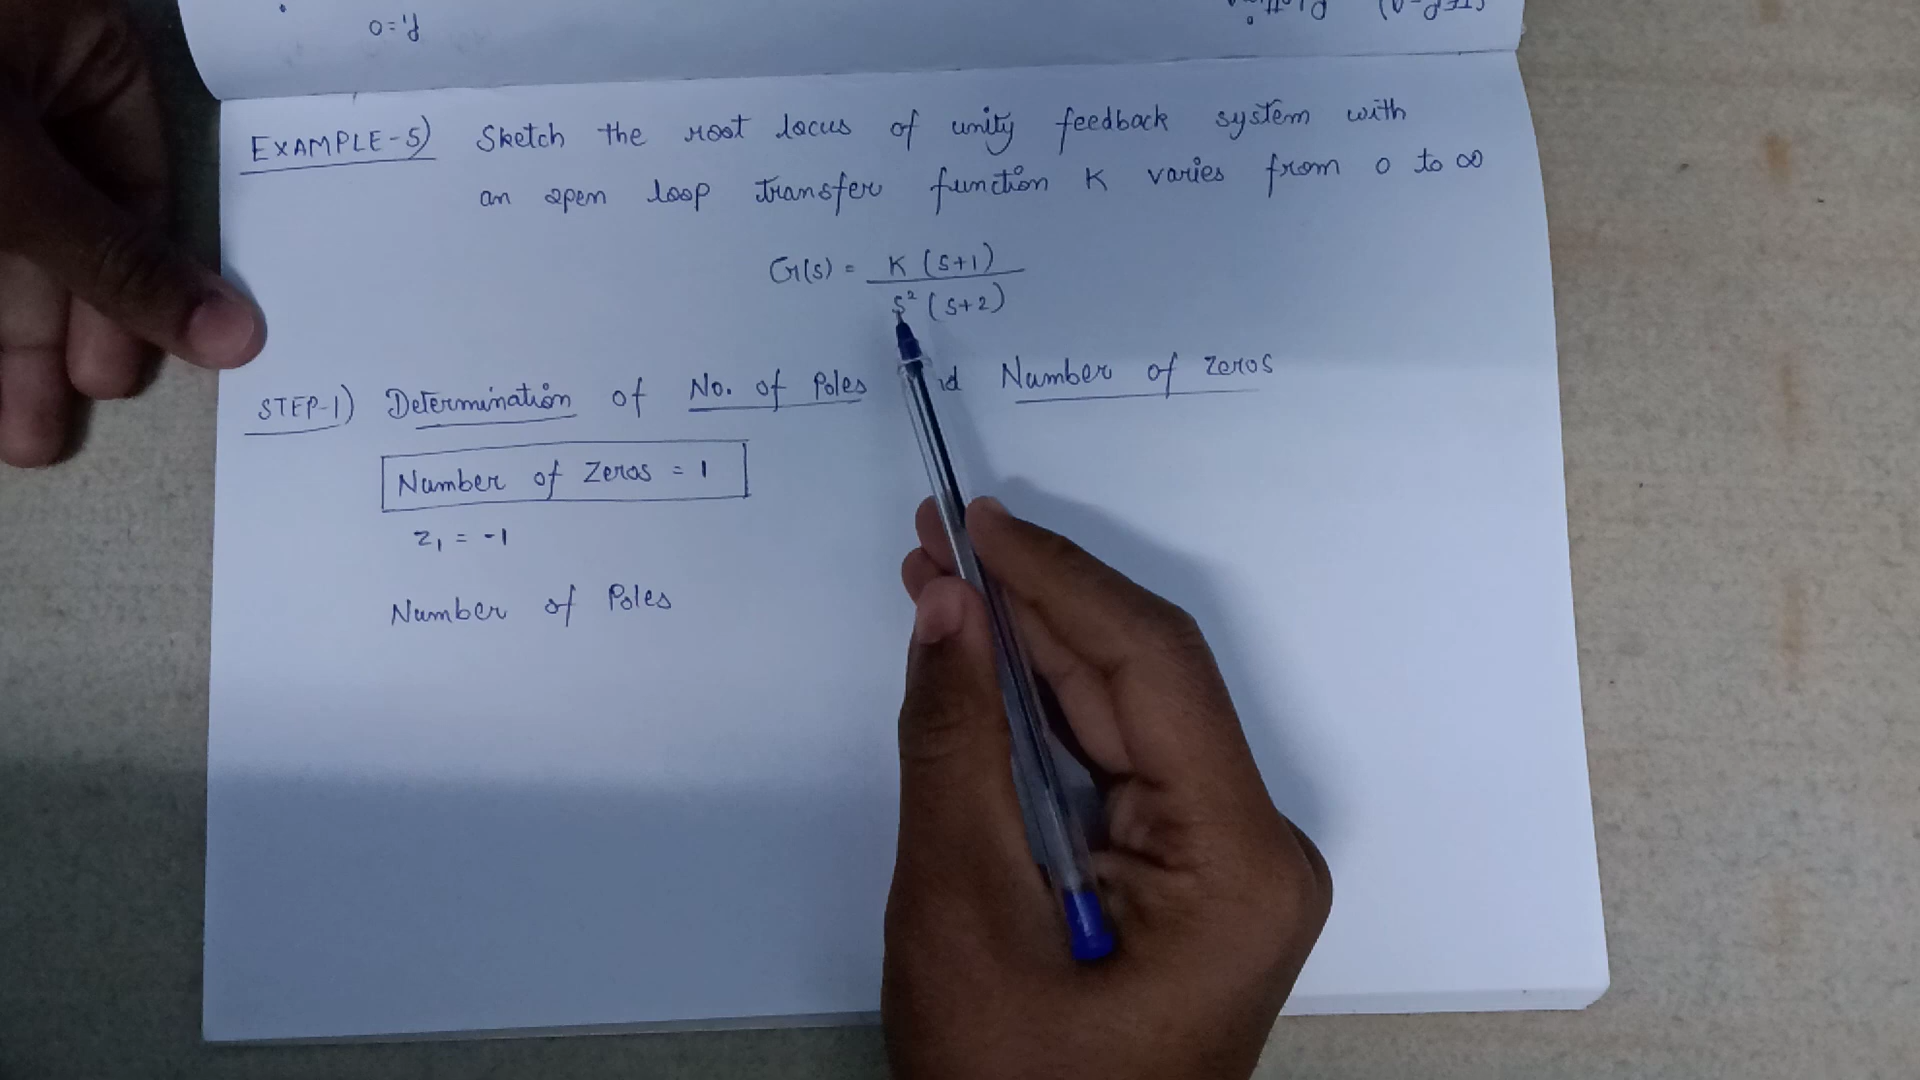 P1=0
EXAMPLE-5) Sketch the root locus of unity feedback system with
an open loop transfer function K varies from 0 to ∞
G(s) = K (s+1)
s² (s+2)
STEP-1) Determination of No. of Poles Number of Zeros
Number of Zeros = 1
z₁ = -1
Number of Poles